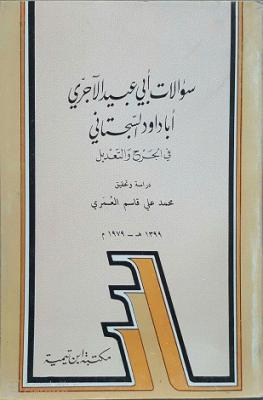 سؤالات أبي عبيد الآجري
أبا داود السجستاني
في الجرح والتعديل
دراسة وتحقيق
محمد علي قاسم العمري
١٣٩٩ هـ - ١٩٧٩ م
مكتبة ابن تيمية